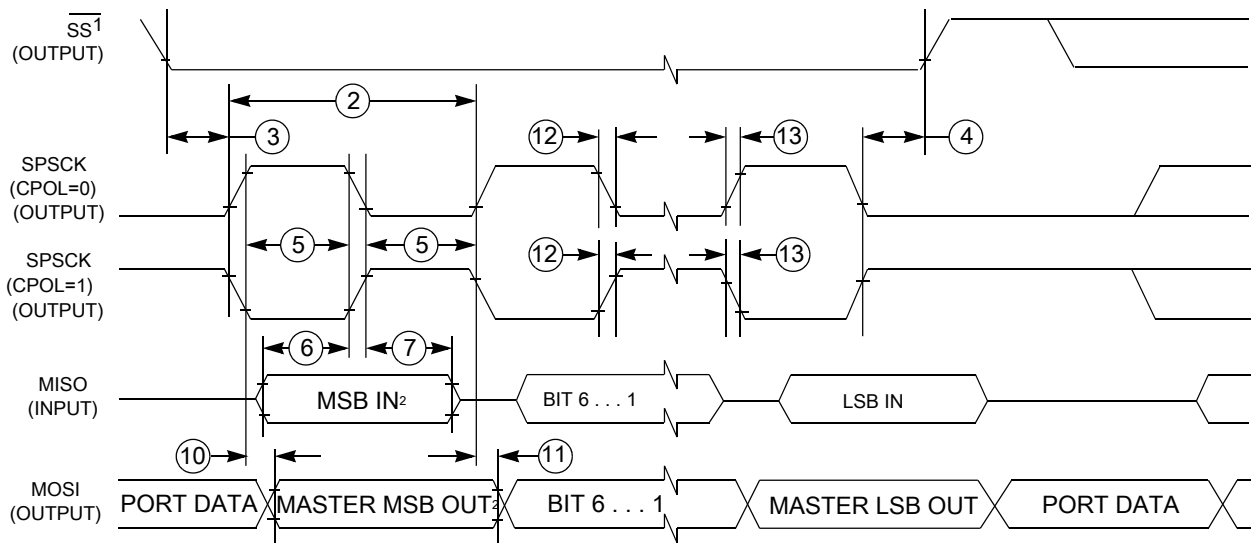 SS1
(OUTPUT)
2
3
12
13
4
SPSCK
(CPOL=0)
(OUTPUT)
5
5
SPSCK
(CPOL=1)
(OUTPUT)
12
13
6
7
MISO
(INPUT)
MSB IN2
BIT 6 . . . 1
LSB IN
10
11
MOSI
(OUTPUT)
PORT DATA
MASTER MSB OUT2
BIT 6 . . . 1
MASTER LSB OUT
PORT DATA